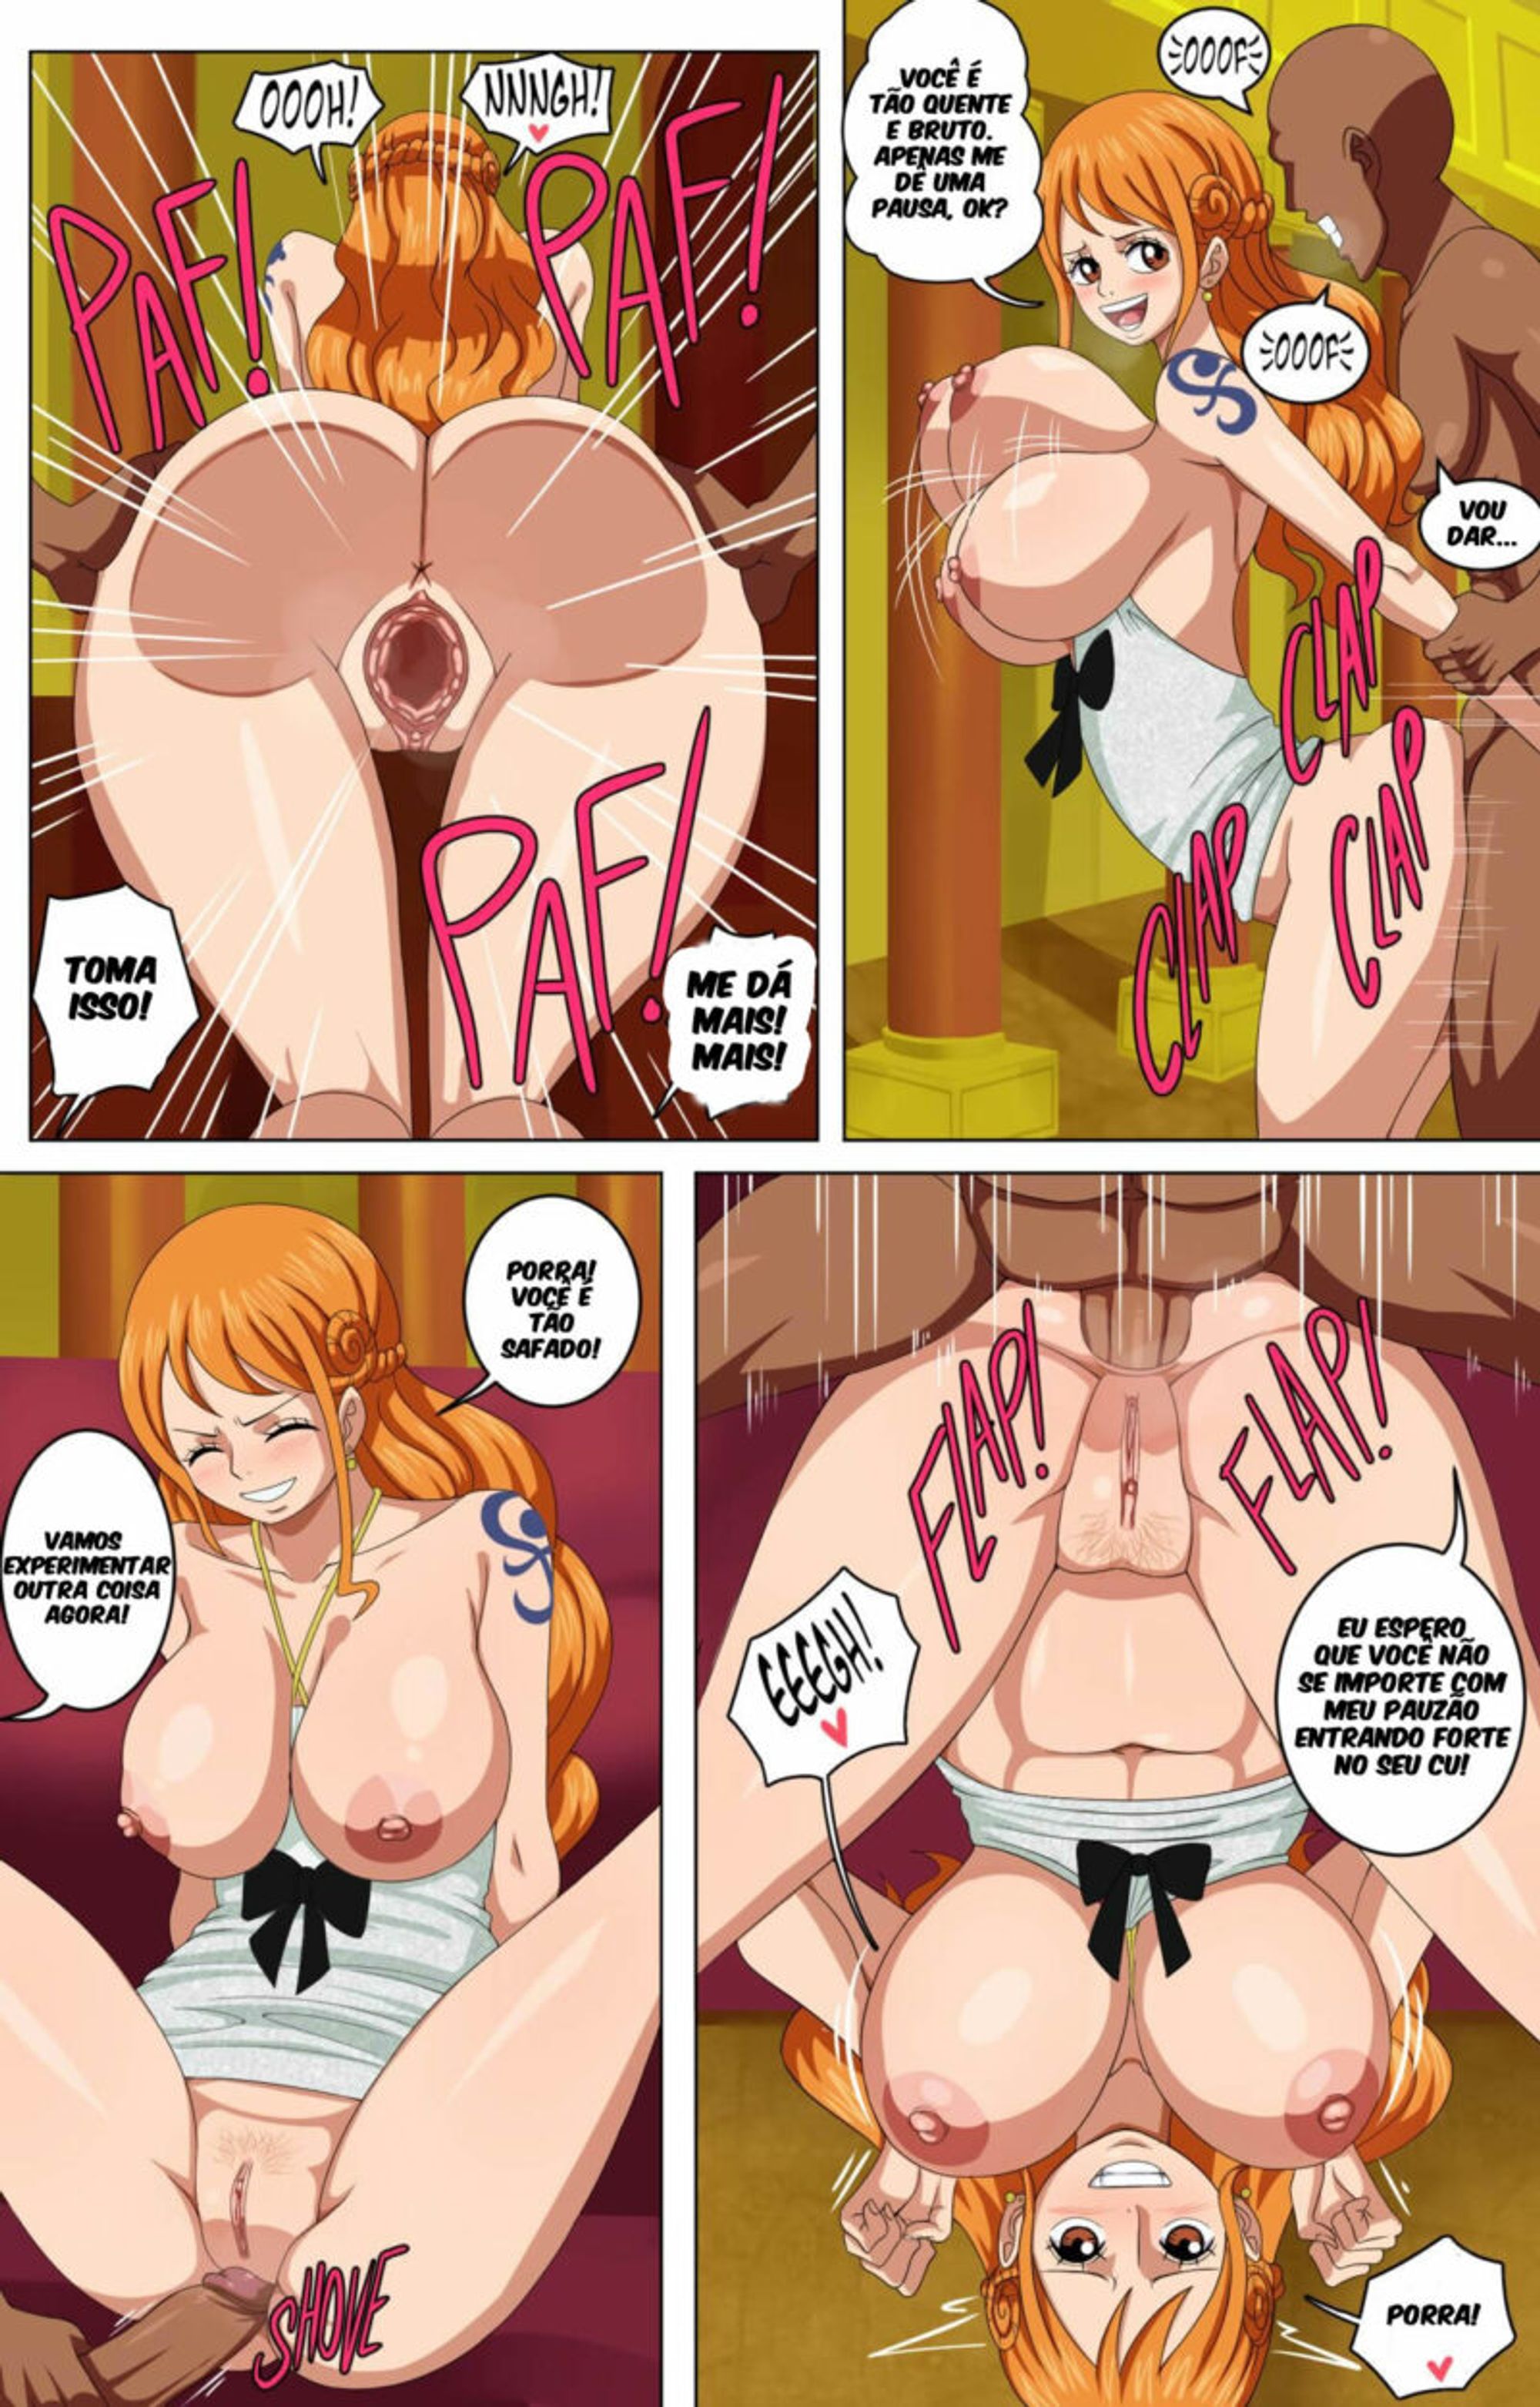 OOOH!
NNNGH!
PAF!
PAF!
PAF!
TOMA
ISSO!
ME DÁ
MAIS!
MAIS!
OOOF
VOCÊ É
TÃO QUENTE
E BRUTO.
APENAS ME
DÊ UMA
PAUSA, OK?
OOOF
VOU
DAR...
CLAP
CLAP
CLAP
PORRA!
VOCÊ É
TÃO
SAFADO!
VAMOS
EXPERIMENTAR
OUTRA COISA
AGORA!
SHOVE
FLAP!
FLAP!
EEEGH!
EU ESPERO
QUE VOCÊ NÃO
SE IMPORTE COM
MEU PAUZÃO
ENTRANDO FORTE
NO SEU CU!
PORRA!